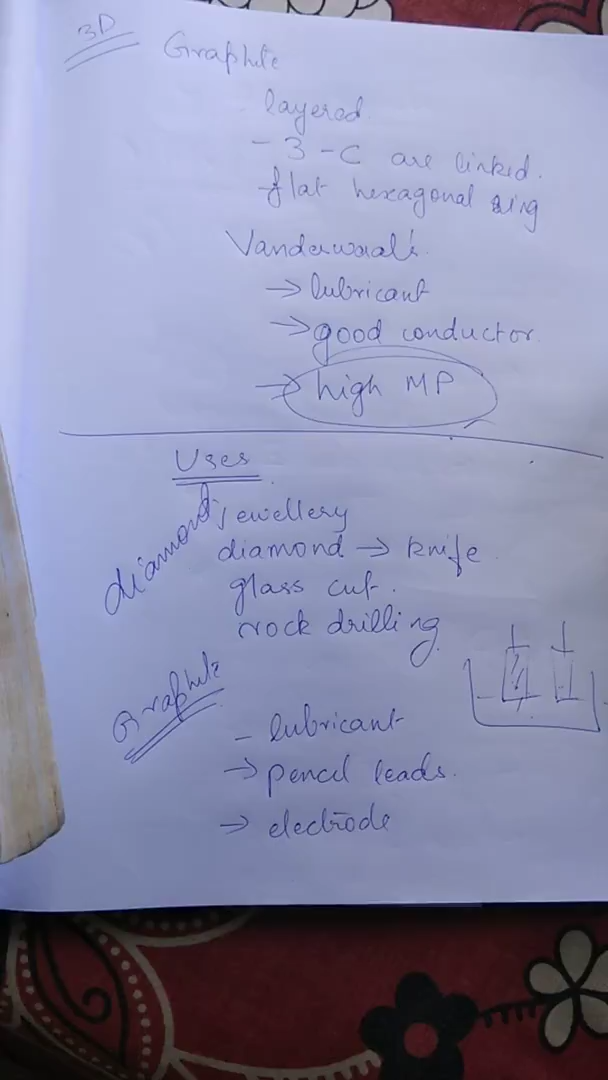 3D
Graphite
layered
- 3 - C are linked.
- flat hexagonal ring
Vanderwaal's
→ lubricant
→ good conductor
→ high MP
Uses
diamond
jewellery
diamond → knife
glass cut.
rock drilling
Graphite
- lubricant
→ pencil leads.
→ electrode